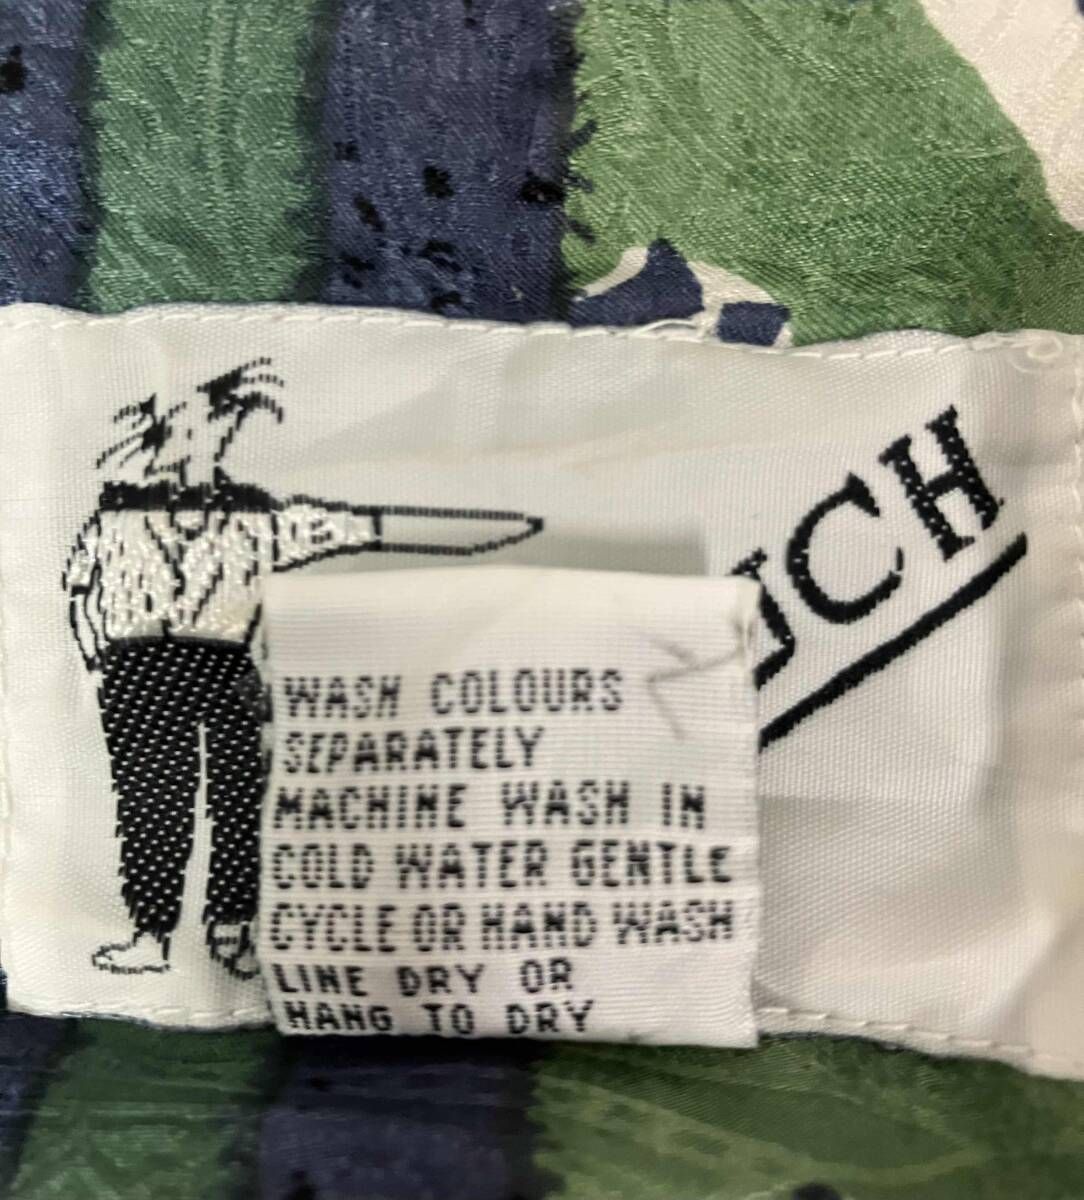 WASH COLOURS
SEPARATELY
MACHINE WASH IN
COLD WATER GENTLE
CYCLE OR HAND WASH
LINE DRY OR
HANG TO DRY